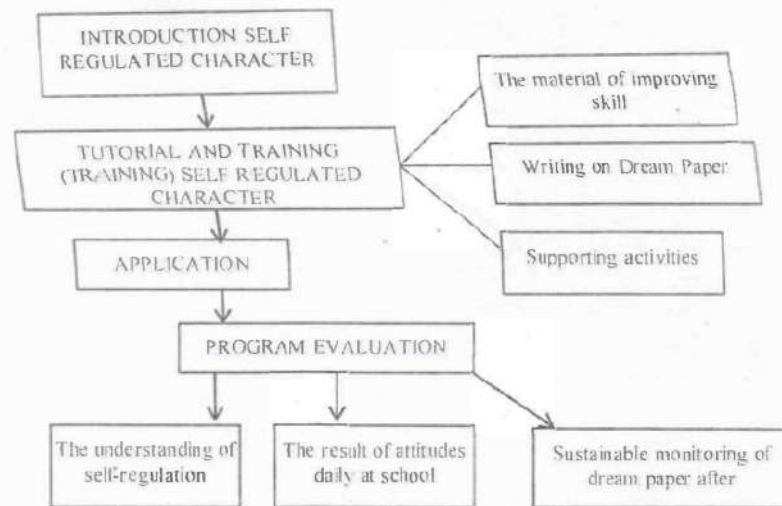 INTRODUCTION SELF
REGULATED CHARACTER
The material of improving
skill
TUTORIAL AND TRAINING
(TRAINING) SELF REGULATED
CHARACTER
Writing on Dream Paper
Supporting activities
APPLICATION
PROGRAM EVALUATION
The understanding of
self-regulation
The result of attitudes
daily at school
Sustainable monitoring of
dream paper after